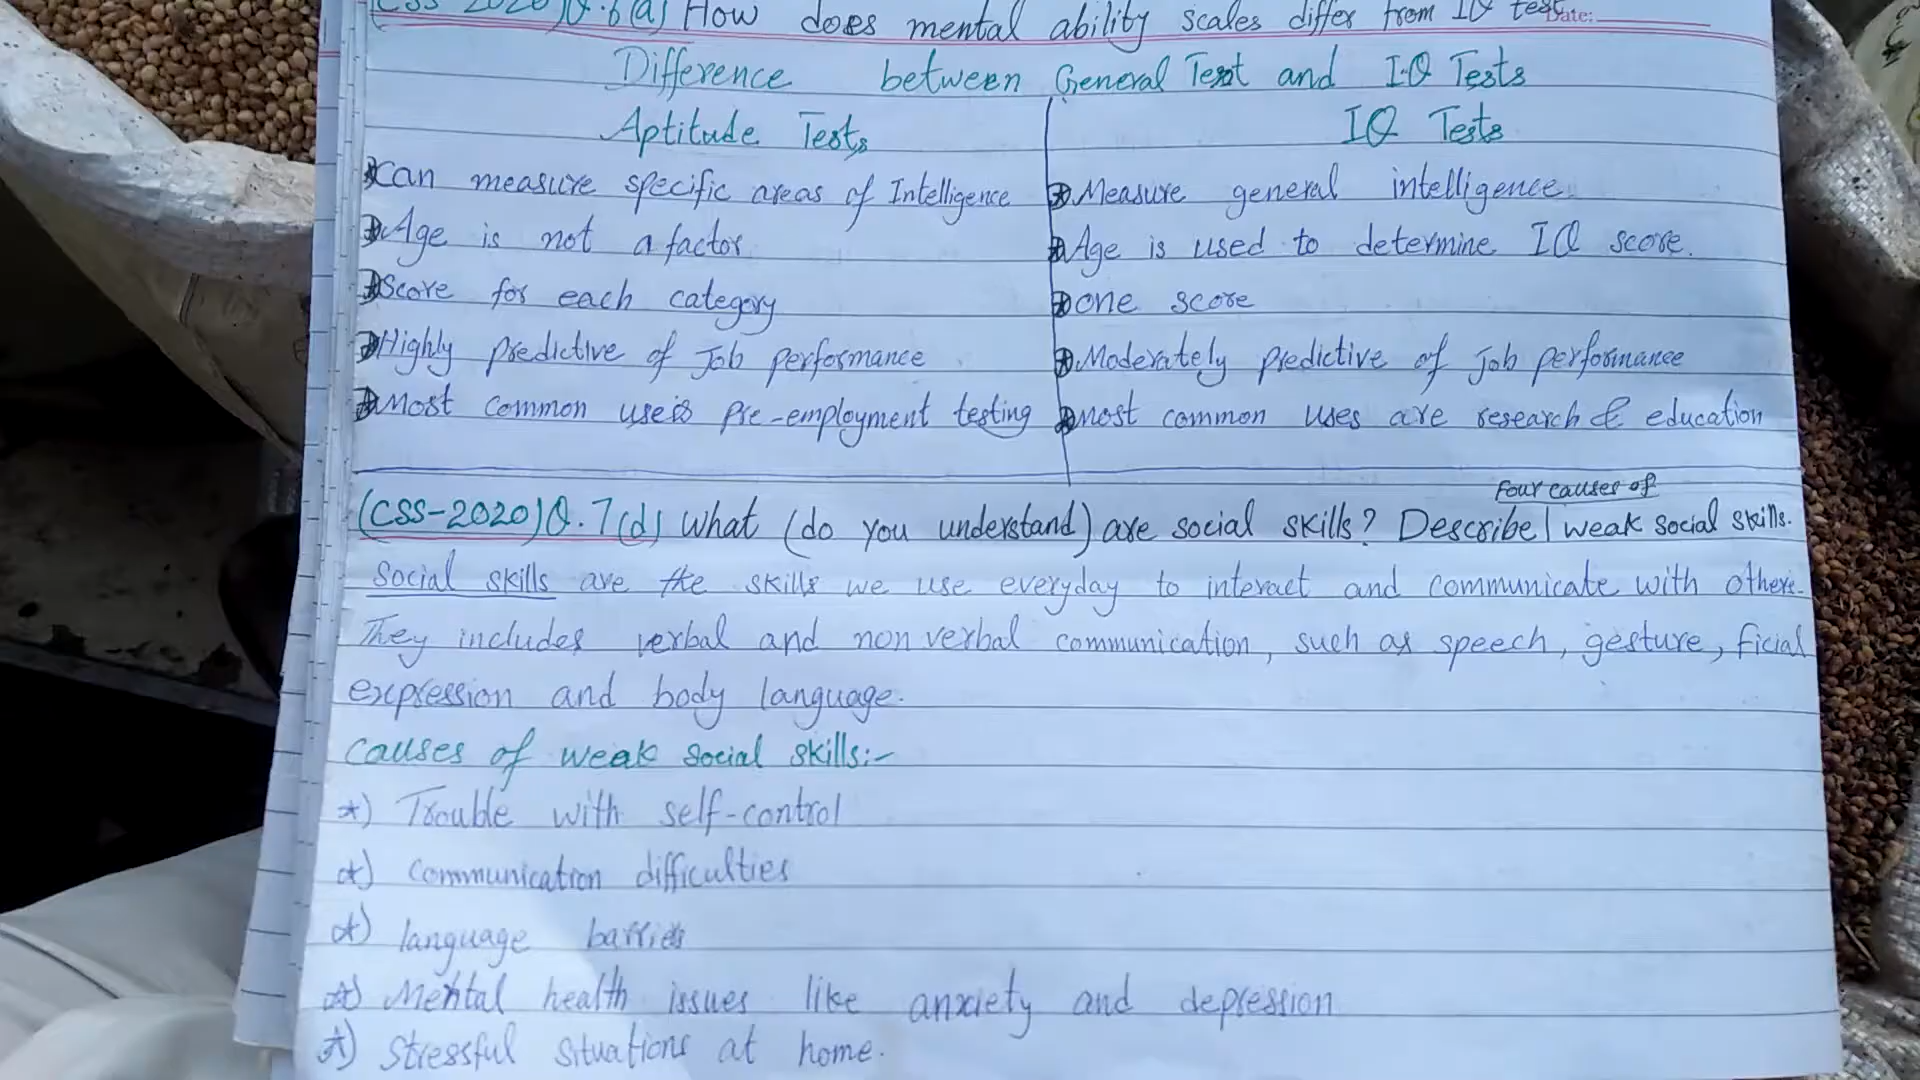 (CSS 2020)Q.6(a) How does mental ability scales differ from IQ test
Date:
Difference between General Test and IQ Tests
Aptitude Tests
IQ Tests
Can measure specific areas of Intelligence
Measure general intelligence
Age is not a factor
Age is used to determine IQ score.
Score for each category
one score
Highly predictive of Job performance
Moderately predictive of job performance
Most common use is pre-employment testing
most common uses are research & education
Four causes of
(CSS-2020)Q.7(d) What (do you understand) are social skills? Describe | weak social skills.
Social skills are the skills we use everyday to interact and communicate with others.
They includes verbal and non verbal communication, such as speech, gesture, ficial
expression and body language.
Causes of weak social skills:-
*) Trouble with self-control
*) Communication difficulties
*) language barries
*) Mental health issues like anxiety and depression
*) Stressful situations at home.